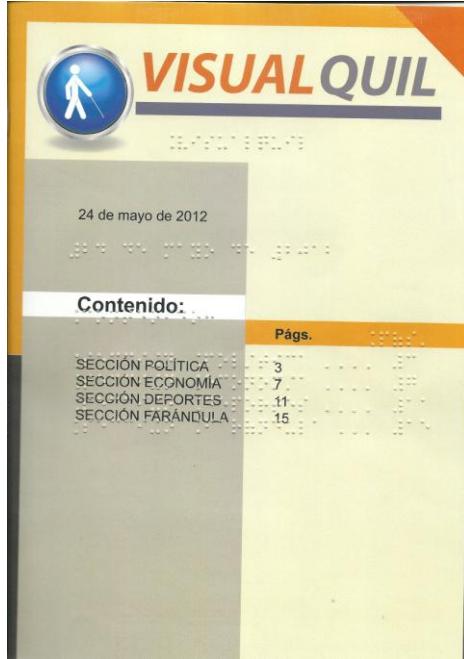 VISUALQUIL
24 de mayo de 2012
Contenido:
Págs.
SECCIÓN POLÍTICA 3
SECCIÓN ECONOMÍA 7
SECCIÓN DEPORTES 11
SECCIÓN FARÁNDULA 15